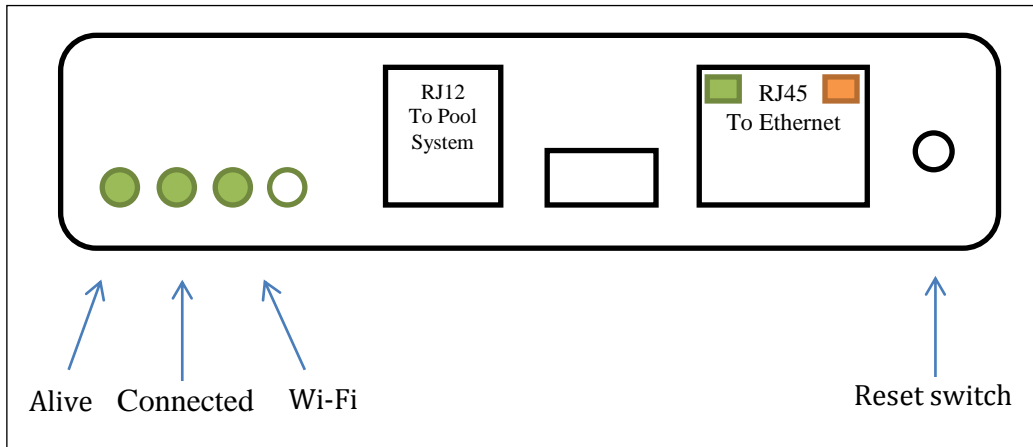 RJ12
To Pool
System
RJ45
To Ethernet
Alive Connected Wi-Fi
Reset switch